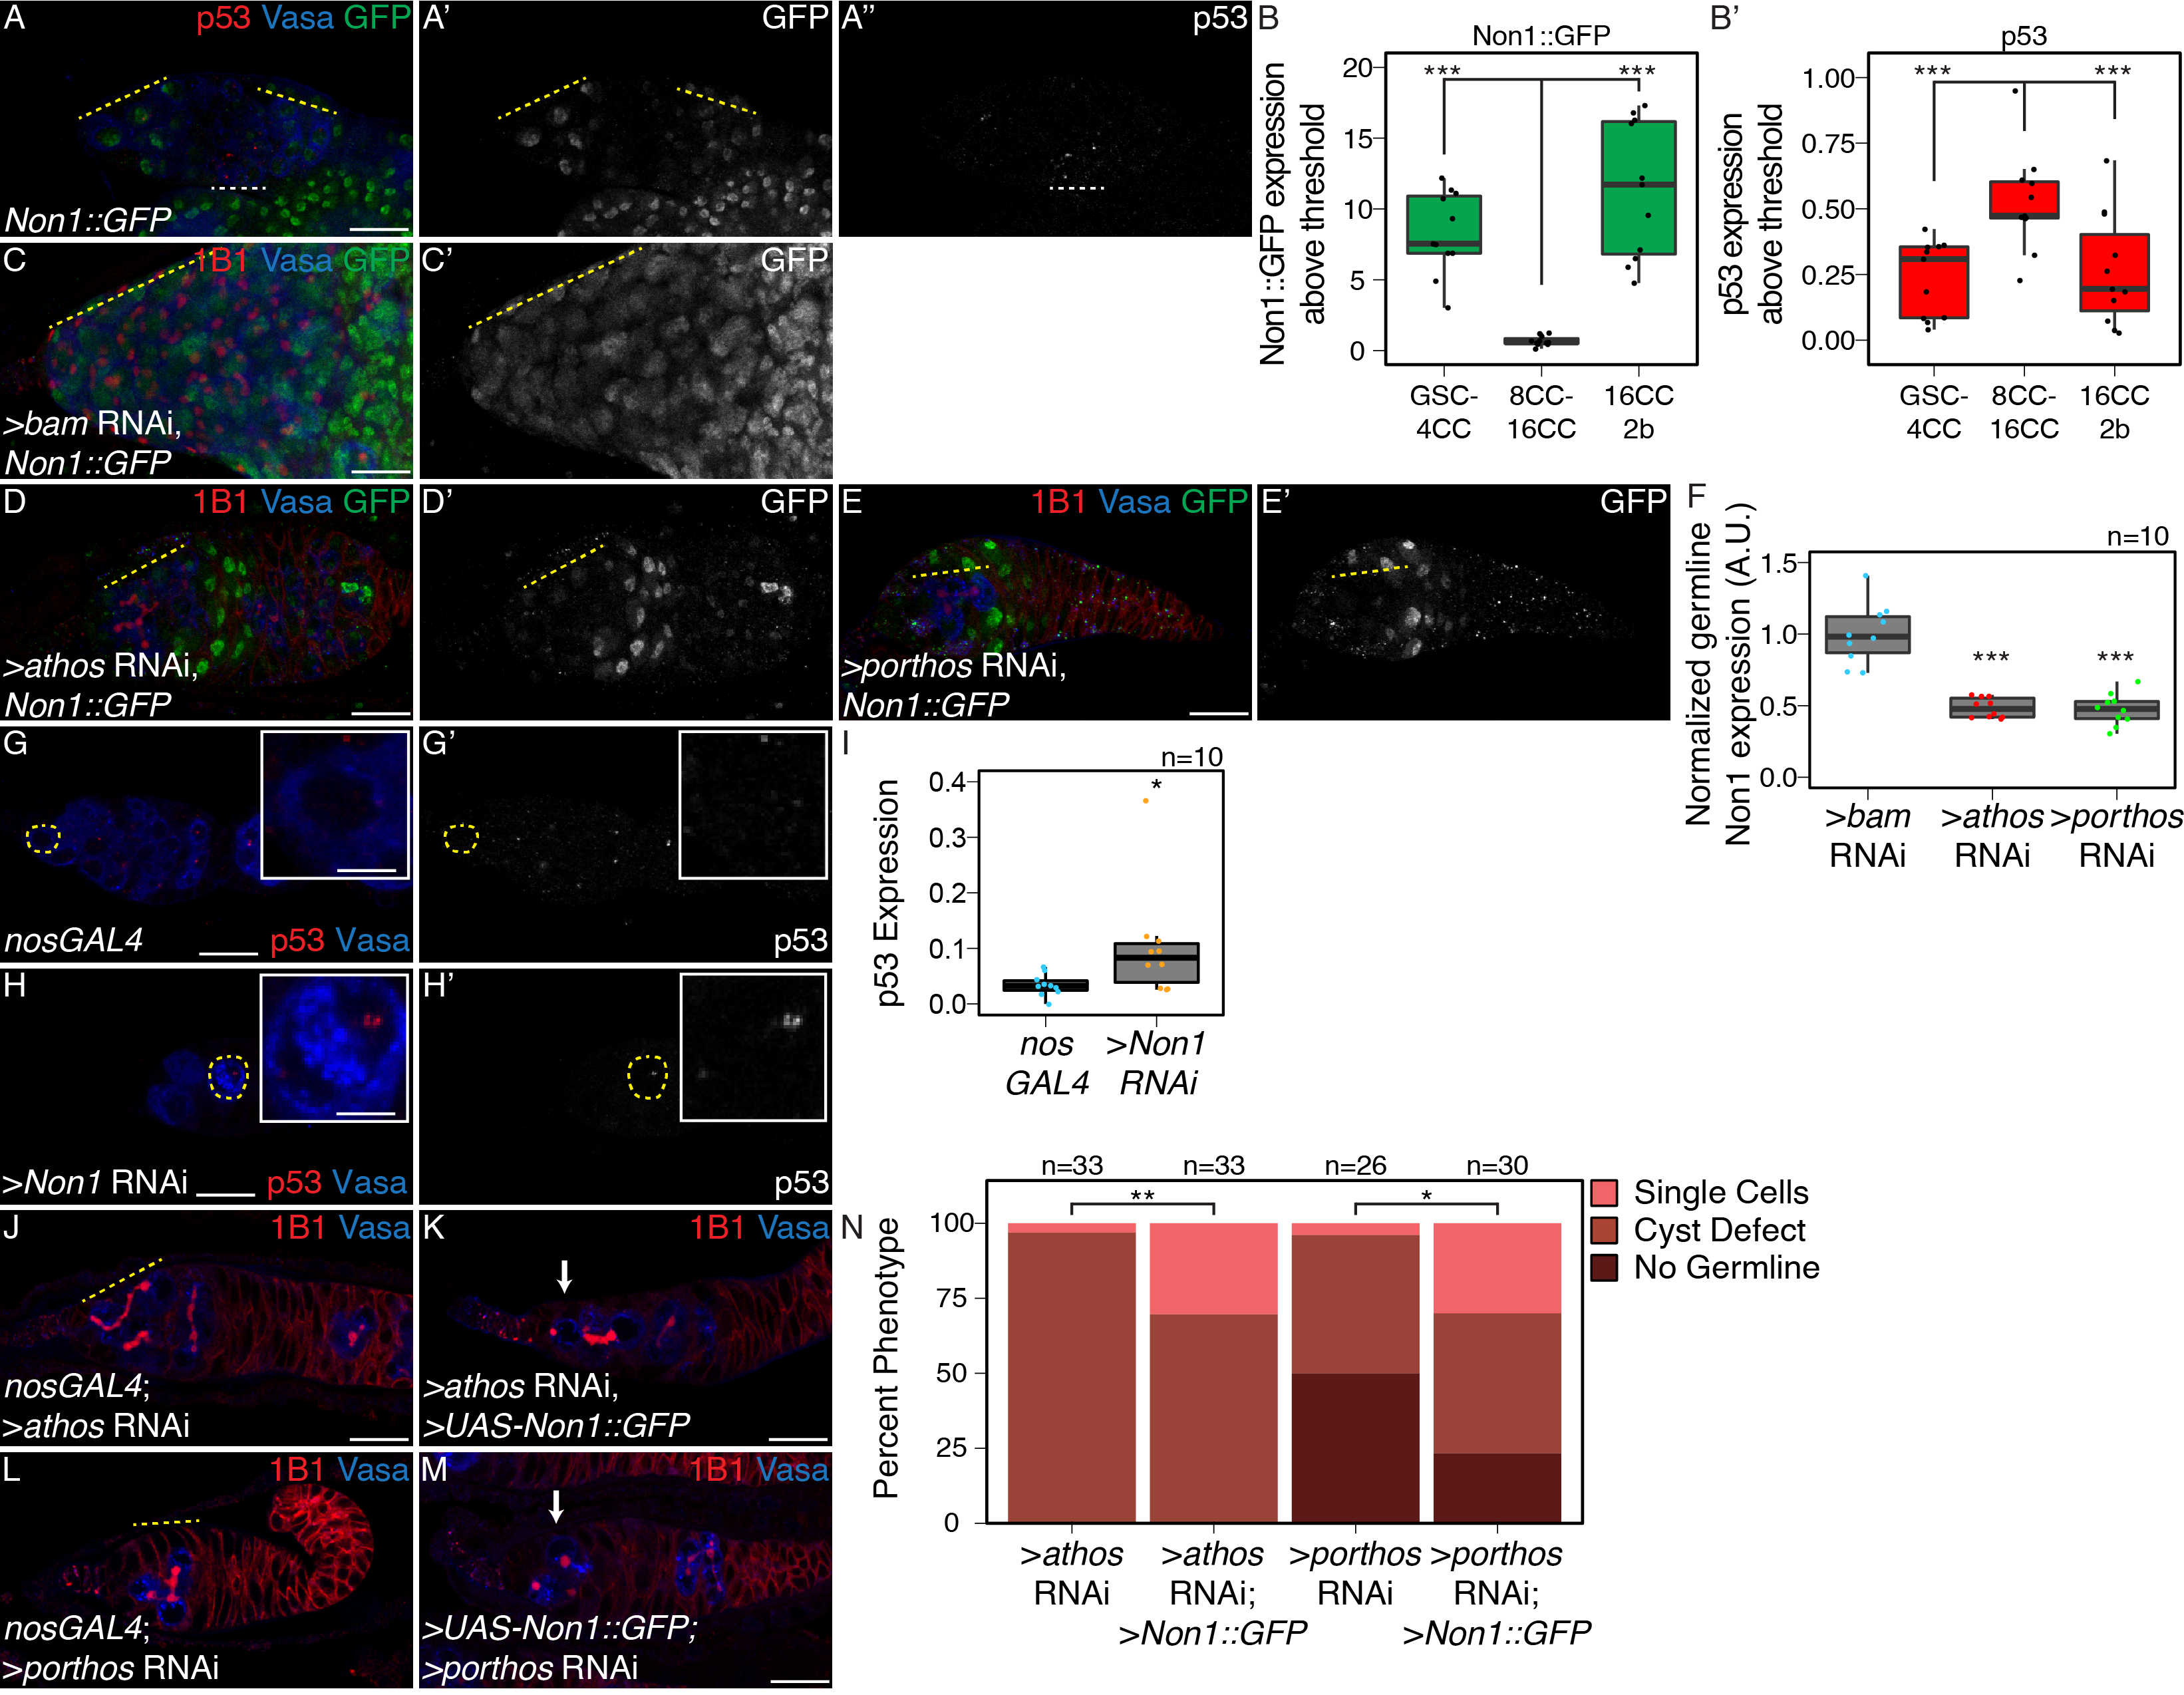 A
p53 Vasa GFP
Non1::GFP
A’
GFP
A’’
p53
B
Non1::GFP
Non1::GFP expression
above threshold
20
15
10
5
0
***
***
GSC-
4CC
8CC-
16CC
16CC
2b
B’
p53
p53 expression
above threshold
1.00
0.75
0.50
0.25
0.00
***
***
GSC-
4CC
8CC-
16CC
16CC
2b
C
1B1 Vasa GFP
>bam RNAi,
Non1::GFP
C’
GFP
D
1B1 Vasa GFP
>athos RNAi,
Non1::GFP
D’
GFP
E
1B1 Vasa GFP
>porthos RNAi,
Non1::GFP
E’
GFP
F
n=10
Normalized germline
Non1 expression (A.U.)
1.5
1.0
0.5
0.0
***
***
>bam
RNAi
>athos
RNAi
>porthos
RNAi
G
nosGAL4
p53 Vasa
G’
p53
H
>Non1 RNAi
p53 Vasa
H’
p53
I
n=10
p53 Expression
0.4
0.3
0.2
0.1
0.0
*
nos
GAL4
>Non1
RNAi
J
1B1 Vasa
nosGAL4;
>athos RNAi
K
1B1 Vasa
>athos RNAi,
>UAS-Non1::GFP
L
1B1 Vasa
nosGAL4;
>porthos RNAi
M
1B1 Vasa
>UAS-Non1::GFP;
>porthos RNAi
N
n=33
n=33
n=26
n=30
**
*
Percent Phenotype
100
75
50
25
0
>athos
RNAi
>athos
RNAi;
>Non1::GFP
>porthos
RNAi
>porthos
RNAi;
>Non1::GFP
Single Cells
Cyst Defect
No Germline